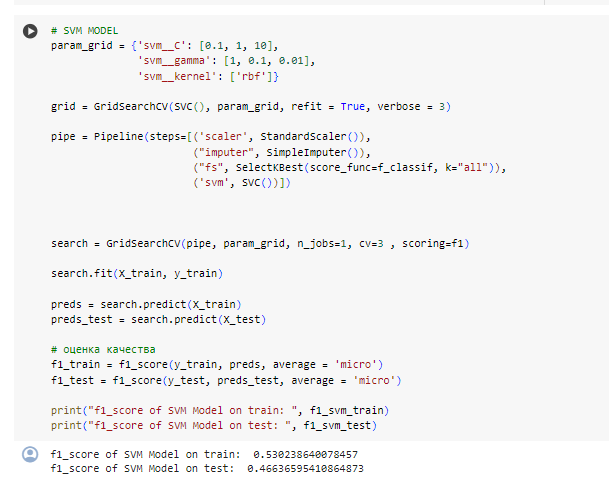 # SVM MODEL
param_grid = {'svm__C': [0.1, 1, 10],
'svm__gamma': [1, 0.1, 0.01],
'svm__kernel': ['rbf']}
grid = GridSearchCV(SVC(), param_grid, refit = True, verbose = 3)
pipe = Pipeline(steps=[('scaler', StandardScaler()),
("imputer", SimpleImputer()),
("fs", SelectKBest(score_func=f_classif, k="all")),
('svm', SVC())])
search = GridSearchCV(pipe, param_grid, n_jobs=1, cv=3 , scoring=f1)
search.fit(X_train, y_train)
preds = search.predict(X_train)
preds_test = search.predict(X_test)
# оценка качества
f1_train = f1_score(y_train, preds, average = 'micro')
f1_test = f1_score(y_test, preds_test, average = 'micro')
print("f1_score of SVM Model on train: ", f1_svm_train)
print("f1_score of SVM Model on test: ", f1_svm_test)
f1_score of SVM Model on train:  0.530238640078457
f1_score of SVM Model on test:  0.46636595410864873